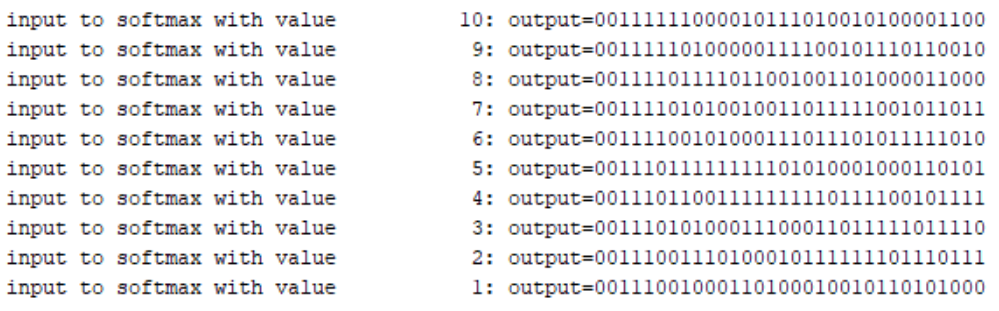 input to softmax with value 10: output=00111111000010111010010100001100
input to softmax with value 9: output=00111110100000111100101110110010
input to softmax with value 8: output=00111101111011001001101000011000
input to softmax with value 7: output=00111101010010011011111001011011
input to softmax with value 6: output=00111100101000111011101011111010
input to softmax with value 5: output=00111011111111101010001000110101
input to softmax with value 4: output=00111011001111111110111100101111
input to softmax with value 3: output=00111010100011100011011111011110
input to softmax with value 2: output=00111001110100010111111101110111
input to softmax with value 1: output=00111001000110100010010110101000